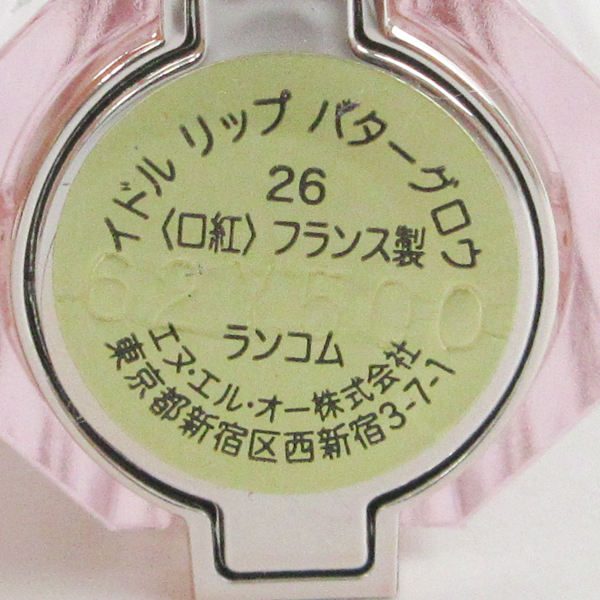 イドル リップ バターグロウ
26
〈口紅〉フランス製
62Y500
ランコム
エヌ・エル・オー株式会社
東京都新宿区西新宿3-7-1